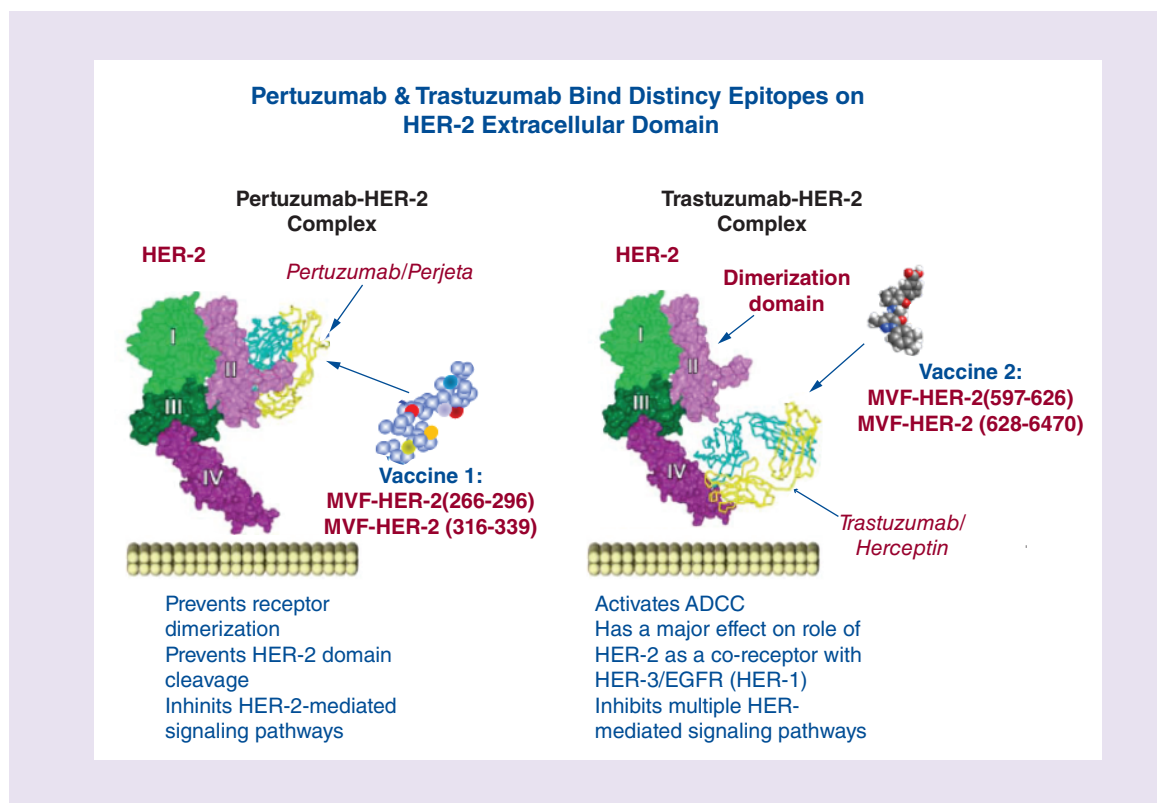 Pertuzumab & Trastuzumab Bind Distincy Epitopes on
HER-2 Extracellular Domain
Pertuzumab-HER-2
Complex
HER-2
Pertuzumab/Perjeta
I
II
III
IV
Vaccine 1:
MVF-HER-2(266-296)
MVF-HER-2 (316-339)
Prevents receptor
dimerization
Prevents HER-2 domain
cleavage
Inhinits HER-2-mediated
signaling pathways
Trastuzumab-HER-2
Complex
HER-2
Dimerization
domain
I
II
III
IV
Vaccine 2:
MVF-HER-2(597-626)
MVF-HER-2 (628-6470)
Trastuzumab/
Herceptin
Activates ADCC
Has a major effect on role of
HER-2 as a co-receptor with
HER-3/EGFR (HER-1)
Inhibits multiple HER-
mediated signaling pathways